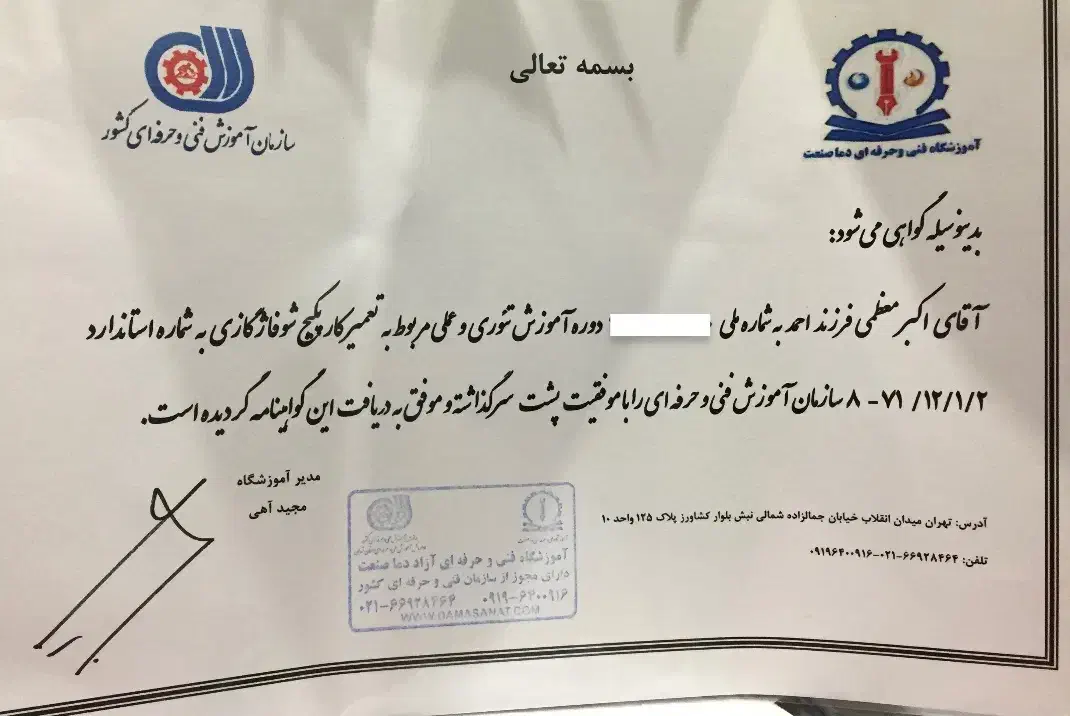 بسمه تعالی
سازمان آموزش فنی و حرفه ای کشور
آموزشگاه فنی وحرفه ای دما صنعت
بدینوسیله گواهی می شود:
آقای اکبر معظمی فرزند احمد به شماره ملی دوره آموزش تئوری و عملی مربوط به تعمیرکار پکیج شوفاژ گازی به شماره استاندارد
۸ -۷۱ /۱۲/۱/۲ سازمان آموزش فنی و حرفه ای را با موفقیت پشت سر گذاشته و موفق به دریافت این گواهینامه گردیده است.
مدیر آموزشگاه
مجید آهی
آدرس: تهران میدان انقلاب خیابان جمالزاده شمالی نبش بلوار کشاورز پلاک ۱۲۵ واحد ۱۰
تلفن: ۰۲۱-۶۶۹۲۸۴۶۴-۰۹۱۹۶۴۰۰۹۱۶
آموزشگاه فنی و حرفه ای آزاد دما صنعت
دارای مجوز از سازمان فنی و حرفه ای کشور
۰۲۱-۶۶۹۲۸۴۶۴ ۰۹۱۹-۶۴۰۰۹۱۶
WWW.DAMASANAT.COM